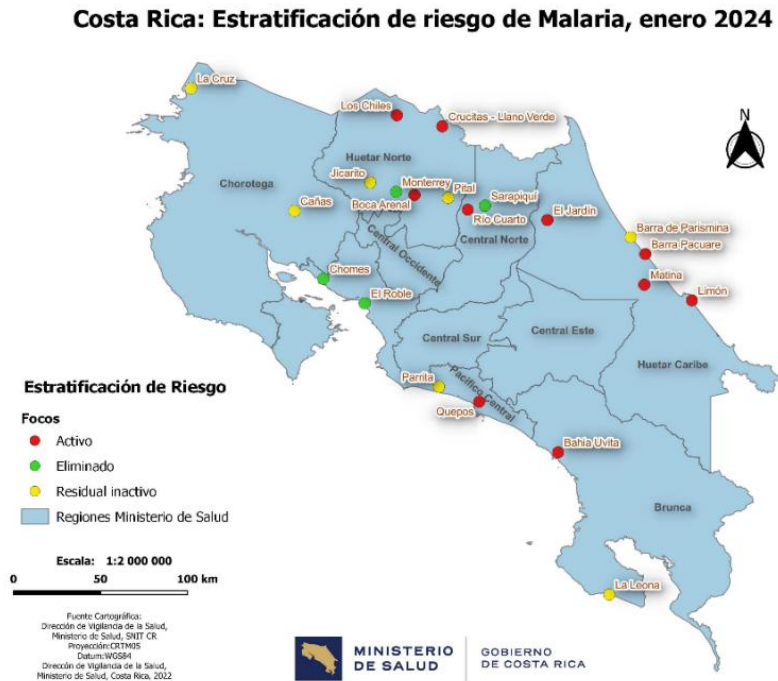 Costa Rica: Estratificación de riesgo de Malaria, enero 2024
La Cruz
Los Chiles
Crucitas - Llano Verde
Huetar Norte
Jicarito
Monterrey
Chorotega
Pital
Boca Arenal
Sarapiquí
Cañas
Río Cuarto
El Jardín
Barra de Parismina
Central Norte
Barra Pacuare
Central Occidente
Chomes
Matina
El Roble
Limón
Central Sur
Central Este
Huetar Caribe
Parrita
Pacífico Central
Quepos
Bahía Uvita
Brunca
La Leona
Estratificación de Riesgo
Focos
Activo
Eliminado
Residual inactivo
Regiones Ministerio de Salud
Escala: 1:2 000 000
0 50 100 km
Fuente Cartográfica:
Dirección de Vigilancia de la Salud,
Ministerio de Salud, SNIT CR
Proyección:CRTM05
Datum:WGS84
Direccón de Vigilancia de la Salud,
Ministerio de Salud, Costa Rica, 2022
MINISTERIO
DE SALUD
GOBIERNO
DE COSTA RICA